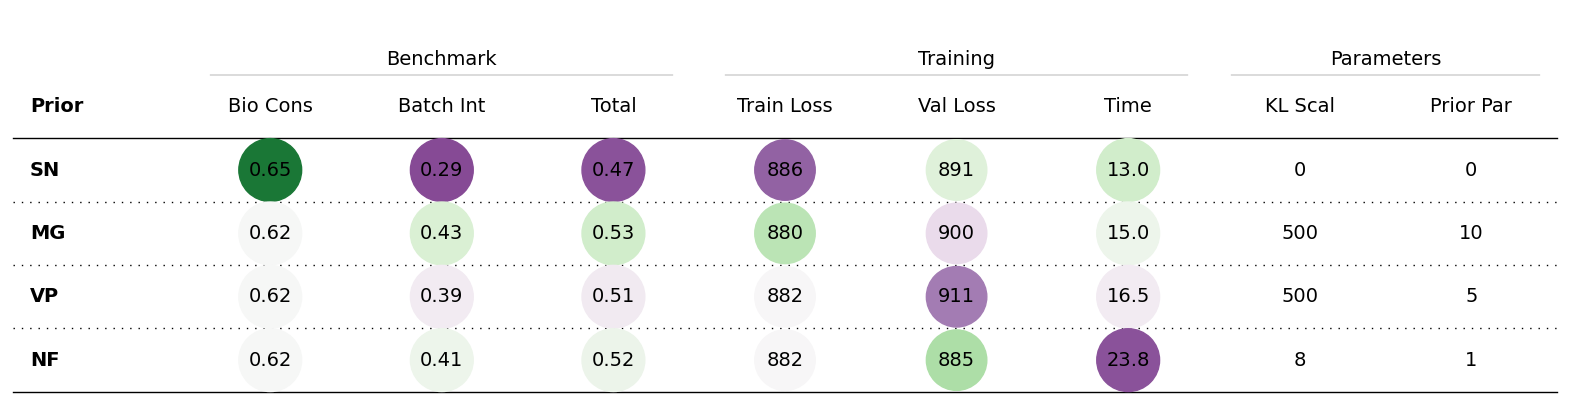 Benchmark Training Parameters
Prior Bio Cons Batch Int Total Train Loss Val Loss Time KL Scal Prior Par
SN 0.65 0.29 0.47 886 891 13.0 0 0
MG 0.62 0.43 0.53 880 900 15.0 500 10
VP 0.62 0.39 0.51 882 911 16.5 500 5
NF 0.62 0.41 0.52 882 885 23.8 8 1